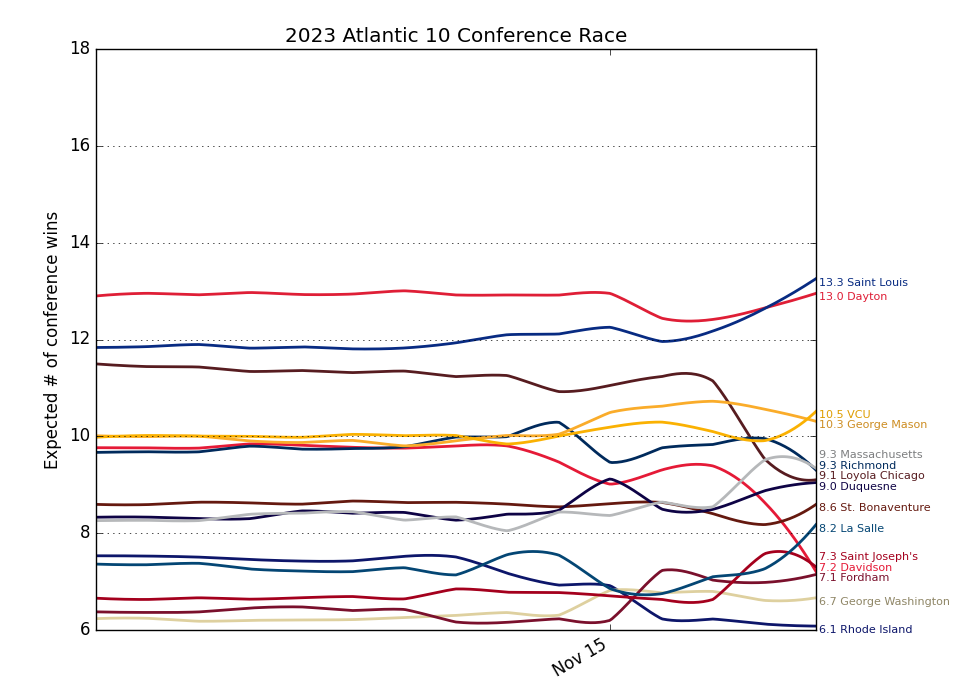 2023 Atlantic 10 Conference Race
Expected # of conference wins
18
16
14
12
10
8
6
Nov 15
13.3 Saint Louis
13.0 Dayton
10.5 VCU
10.3 George Mason
9.3 Massachusetts
9.3 Richmond
9.1 Loyola Chicago
9.0 Duquesne
8.6 St. Bonaventure
8.2 La Salle
7.3 Saint Joseph's
7.2 Davidson
7.1 Fordham
6.7 George Washington
6.1 Rhode Island